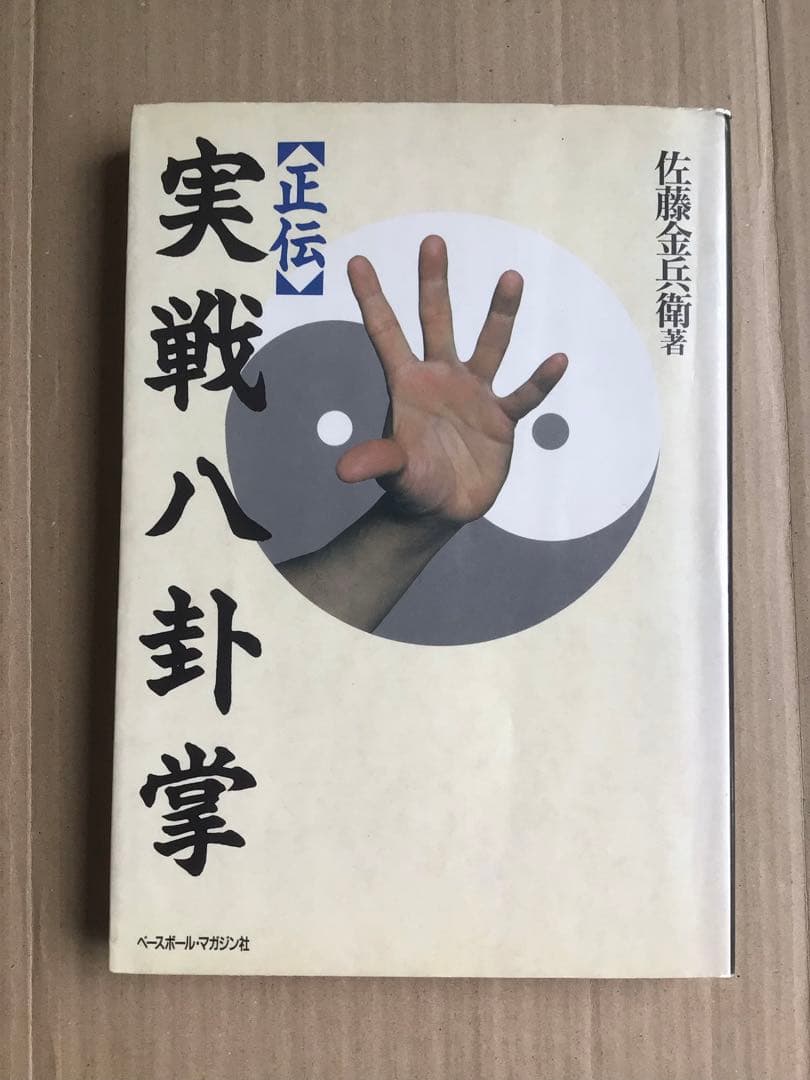 佐藤金兵衛著
【正伝】
実戦八卦掌
ベースボール・マガジン社